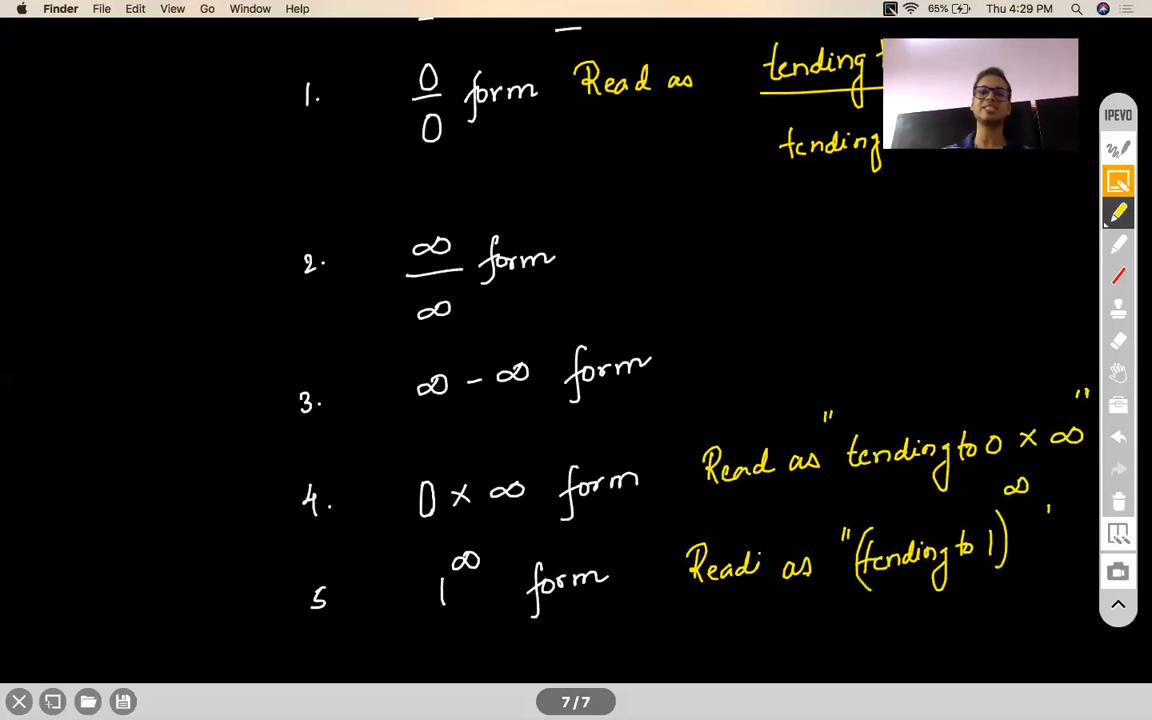 Finder File Edit View Go Window Help 65% Thu 4:29 PM
IPEVO
1. 0/0 form Read as tending t
tending
2. ∞/∞ form
3. ∞ - ∞ form
4. 0 × ∞ form Read as "tending to 0 × ∞"
5 1^∞ form Readi as "(tending to 1)^∞ '
7 / 7